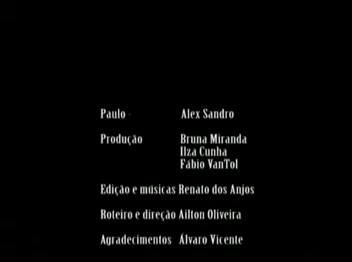 Paulo - Alex Sandro
Produção Bruna Miranda
Ilza Cunha
Fábio VanTol
Edição e músicas Renato dos Anjos
Roteiro e direção Ailton Oliveira
Agradecimentos Álvaro Vicente